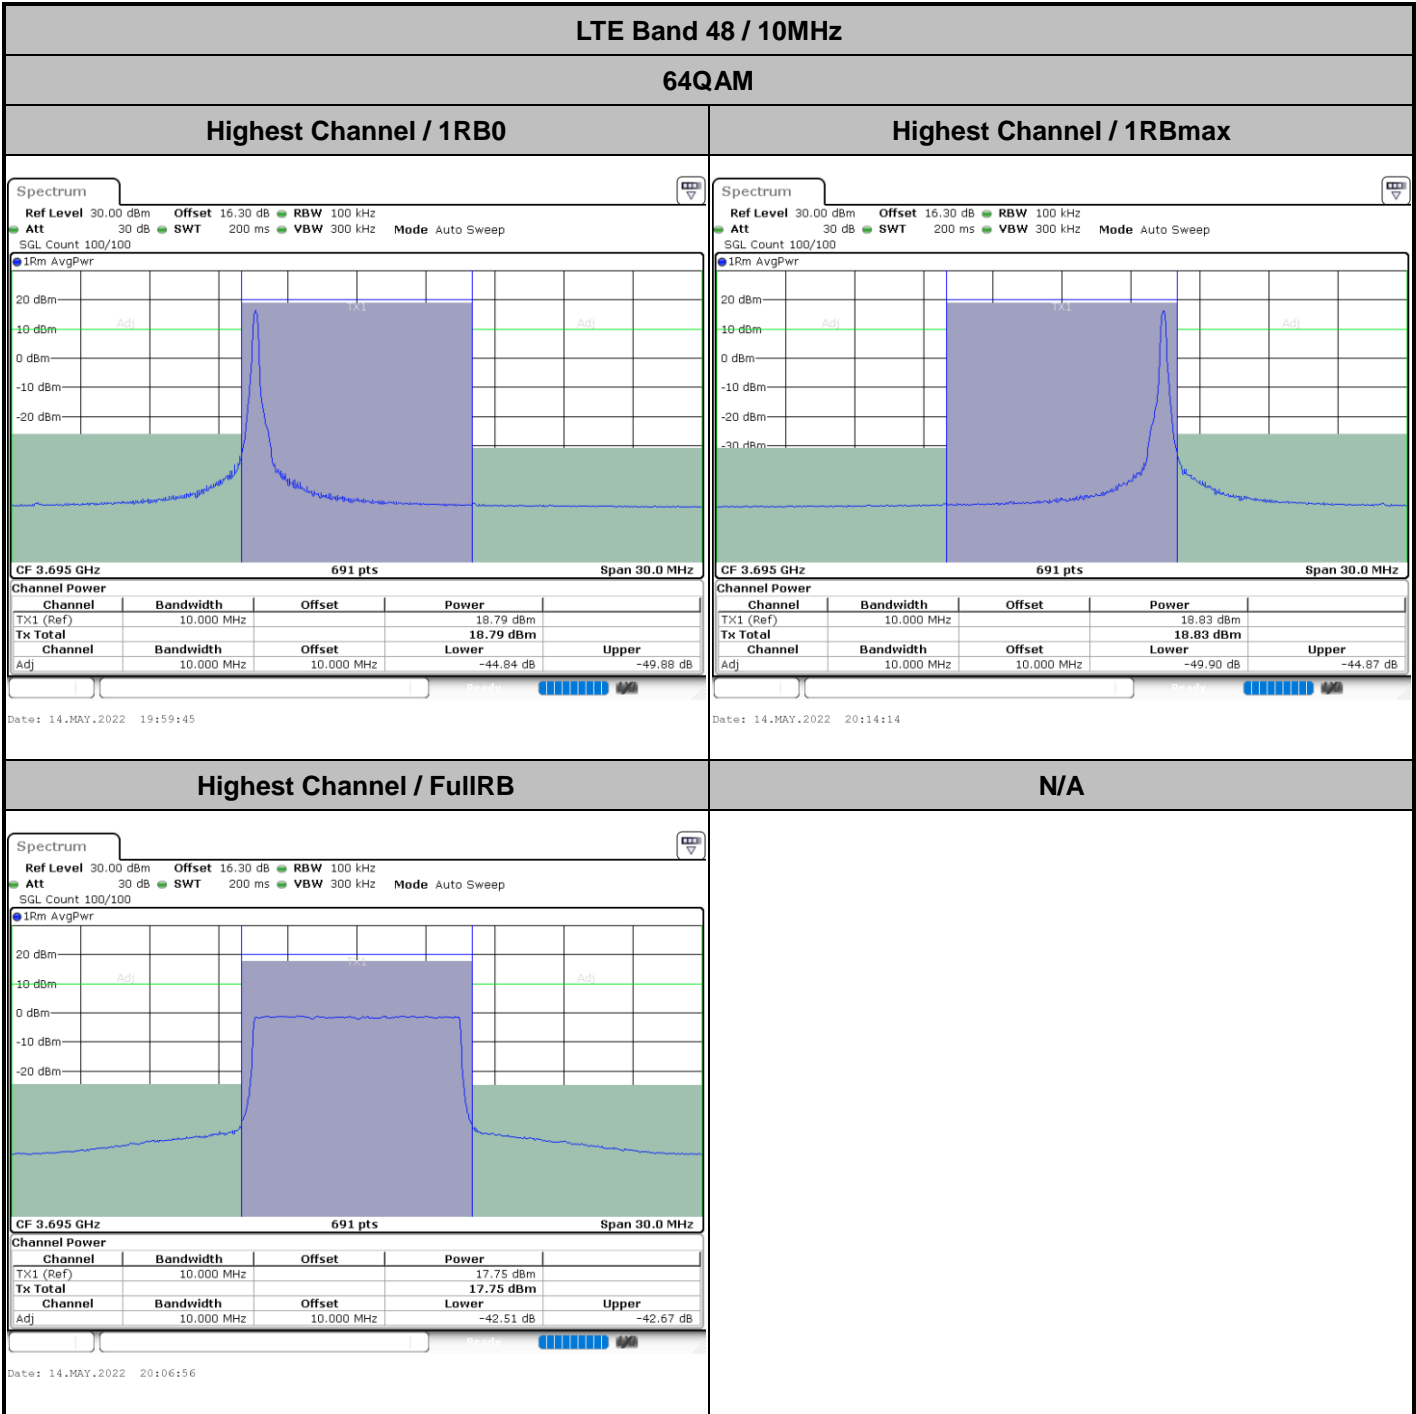 LTE Band 48 / 10MHz
64QAM
Highest Channel / 1RB0
Highest Channel / 1RBmax
Spectrum
Ref Level 30.00 dBm Offset 16.30 dB RBW 100 kHz
Att 30 dB SWT 200 ms VBW 300 kHz Mode Auto Sweep
SGL Count 100/100
1Rm AvgPwr
TX1
20 dBm
Adj
Adj
10 dBm
0 dBm
-10 dBm
-20 dBm
CF 3.695 GHz 691 pts Span 30.0 MHz
Channel Power
Channel Bandwidth Offset Power
TX1 (Ref) 10.000 MHz 18.79 dBm
Tx Total 18.79 dBm
Channel Bandwidth Offset Lower Upper
Adj 10.000 MHz 10.000 MHz -44.84 dB -49.88 dB
Ready
Date: 14.MAY.2022 19:59:45
Spectrum
Ref Level 30.00 dBm Offset 16.30 dB RBW 100 kHz
Att 30 dB SWT 200 ms VBW 300 kHz Mode Auto Sweep
SGL Count 100/100
1Rm AvgPwr
TX1
20 dBm
Adj
Adj
10 dBm
0 dBm
-10 dBm
-20 dBm
-30 dBm
CF 3.695 GHz 691 pts Span 30.0 MHz
Channel Power
Channel Bandwidth Offset Power
TX1 (Ref) 10.000 MHz 18.83 dBm
Tx Total 18.83 dBm
Channel Bandwidth Offset Lower Upper
Adj 10.000 MHz 10.000 MHz -49.90 dB -44.87 dB
Ready
Date: 14.MAY.2022 20:14:14
Highest Channel / FullRB
N/A
Spectrum
Ref Level 30.00 dBm Offset 16.30 dB RBW 100 kHz
Att 30 dB SWT 200 ms VBW 300 kHz Mode Auto Sweep
SGL Count 100/100
1Rm AvgPwr
20 dBm
TX1
Adj
Adj
10 dBm
0 dBm
-10 dBm
-20 dBm
CF 3.695 GHz 691 pts Span 30.0 MHz
Channel Power
Channel Bandwidth Offset Power
TX1 (Ref) 10.000 MHz 17.75 dBm
Tx Total 17.75 dBm
Channel Bandwidth Offset Lower Upper
Adj 10.000 MHz 10.000 MHz -42.51 dB -42.67 dB
Ready
Date: 14.MAY.2022 20:06:56